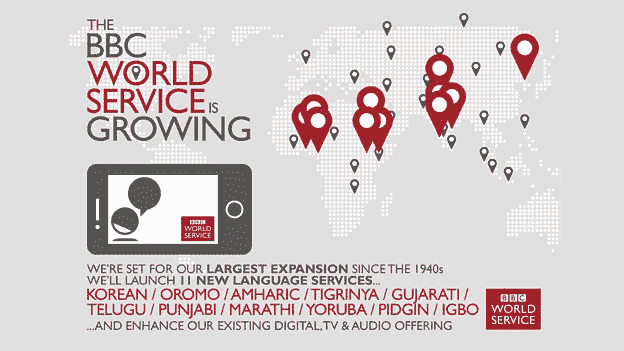 THE
BBC
WORLD
SERVICE IS
GROWING
BBC
WORLD
SERVICE
WE'RE SET FOR OUR LARGEST EXPANSION SINCE THE 1940s
WE'LL LAUNCH 11 NEW LANGUAGE SERVICES...
KOREAN / OROMO / AMHARIC / TIGRINYA / GUJARATI /
TELUGU / PUNJABI / MARATHI / YORUBA / PIDGIN / IGBO
...AND ENHANCE OUR EXISTING DIGITAL, TV & AUDIO OFFERING
BBC
WORLD
SERVICE